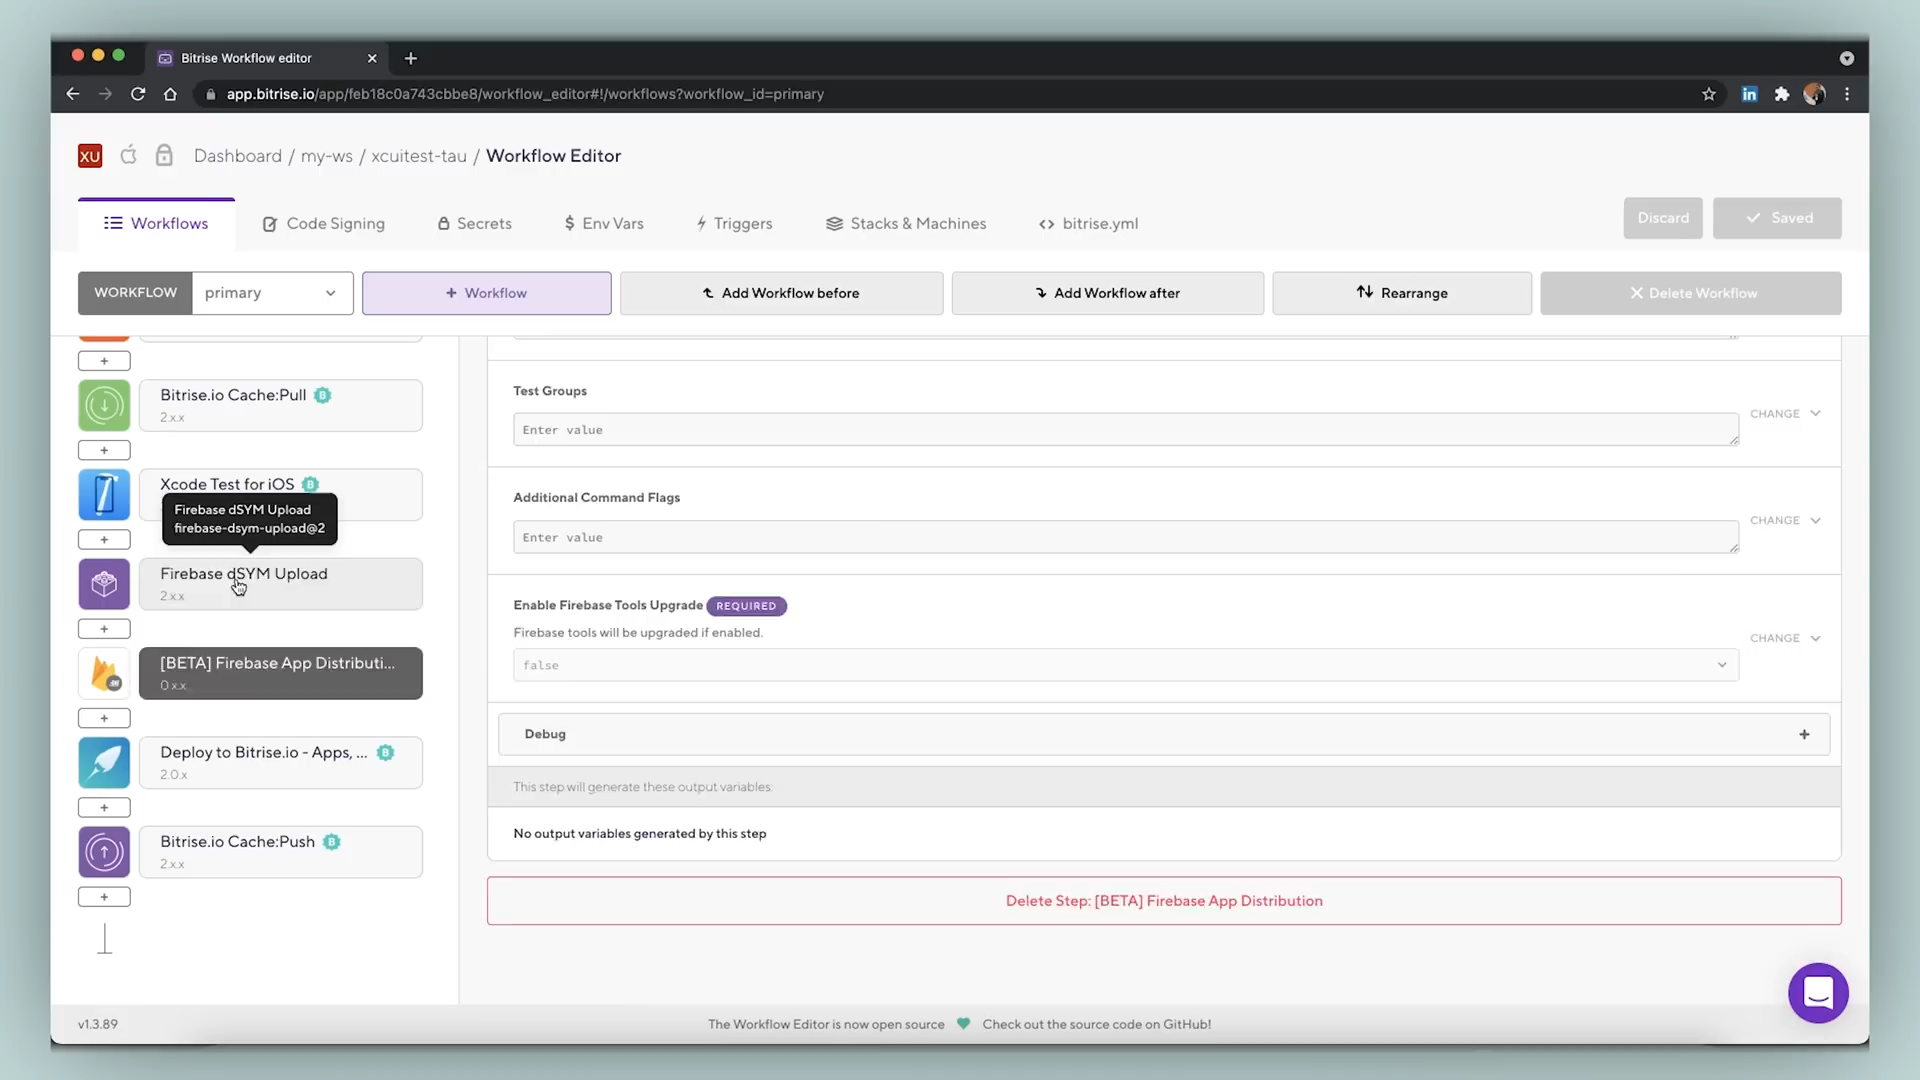 Bitrise Workflow editor
app.bitrise.io/app/feb18c0a743cbbe8/workflow_editor#!/workflows?workflow_id=primary
in
XU
Dashboard / my-ws / xcuitest-tau / Workflow Editor
Workflows
Code Signing
Secrets
$ Env Vars
Triggers
Stacks & Machines
<> bitrise.yml
Discard
Saved
WORKFLOW
primary
+ Workflow
Add Workflow before
Add Workflow after
Rearrange
Delete Workflow
+
Bitrise.io Cache:Pull B
2.x.x
+
Xcode Test for iOS B
Firebase dSYM Upload
firebase-dsym-upload@2
+
Firebase dSYM Upload
2.x.x
+
[BETA] Firebase App Distributi...
0.x.x
+
Deploy to Bitrise.io - Apps, ... B
2.0.x
+
Bitrise.io Cache:Push B
2.x.x
+
Test Groups
Enter value
CHANGE
Additional Command Flags
Enter value
CHANGE
Enable Firebase Tools Upgrade REQUIRED
Firebase tools will be upgraded if enabled.
false
CHANGE
Debug
+
This step will generate these output variables:
No output variables generated by this step
Delete Step: [BETA] Firebase App Distribution
v1.3.89
The Workflow Editor is now open source
Check out the source code on GitHub!